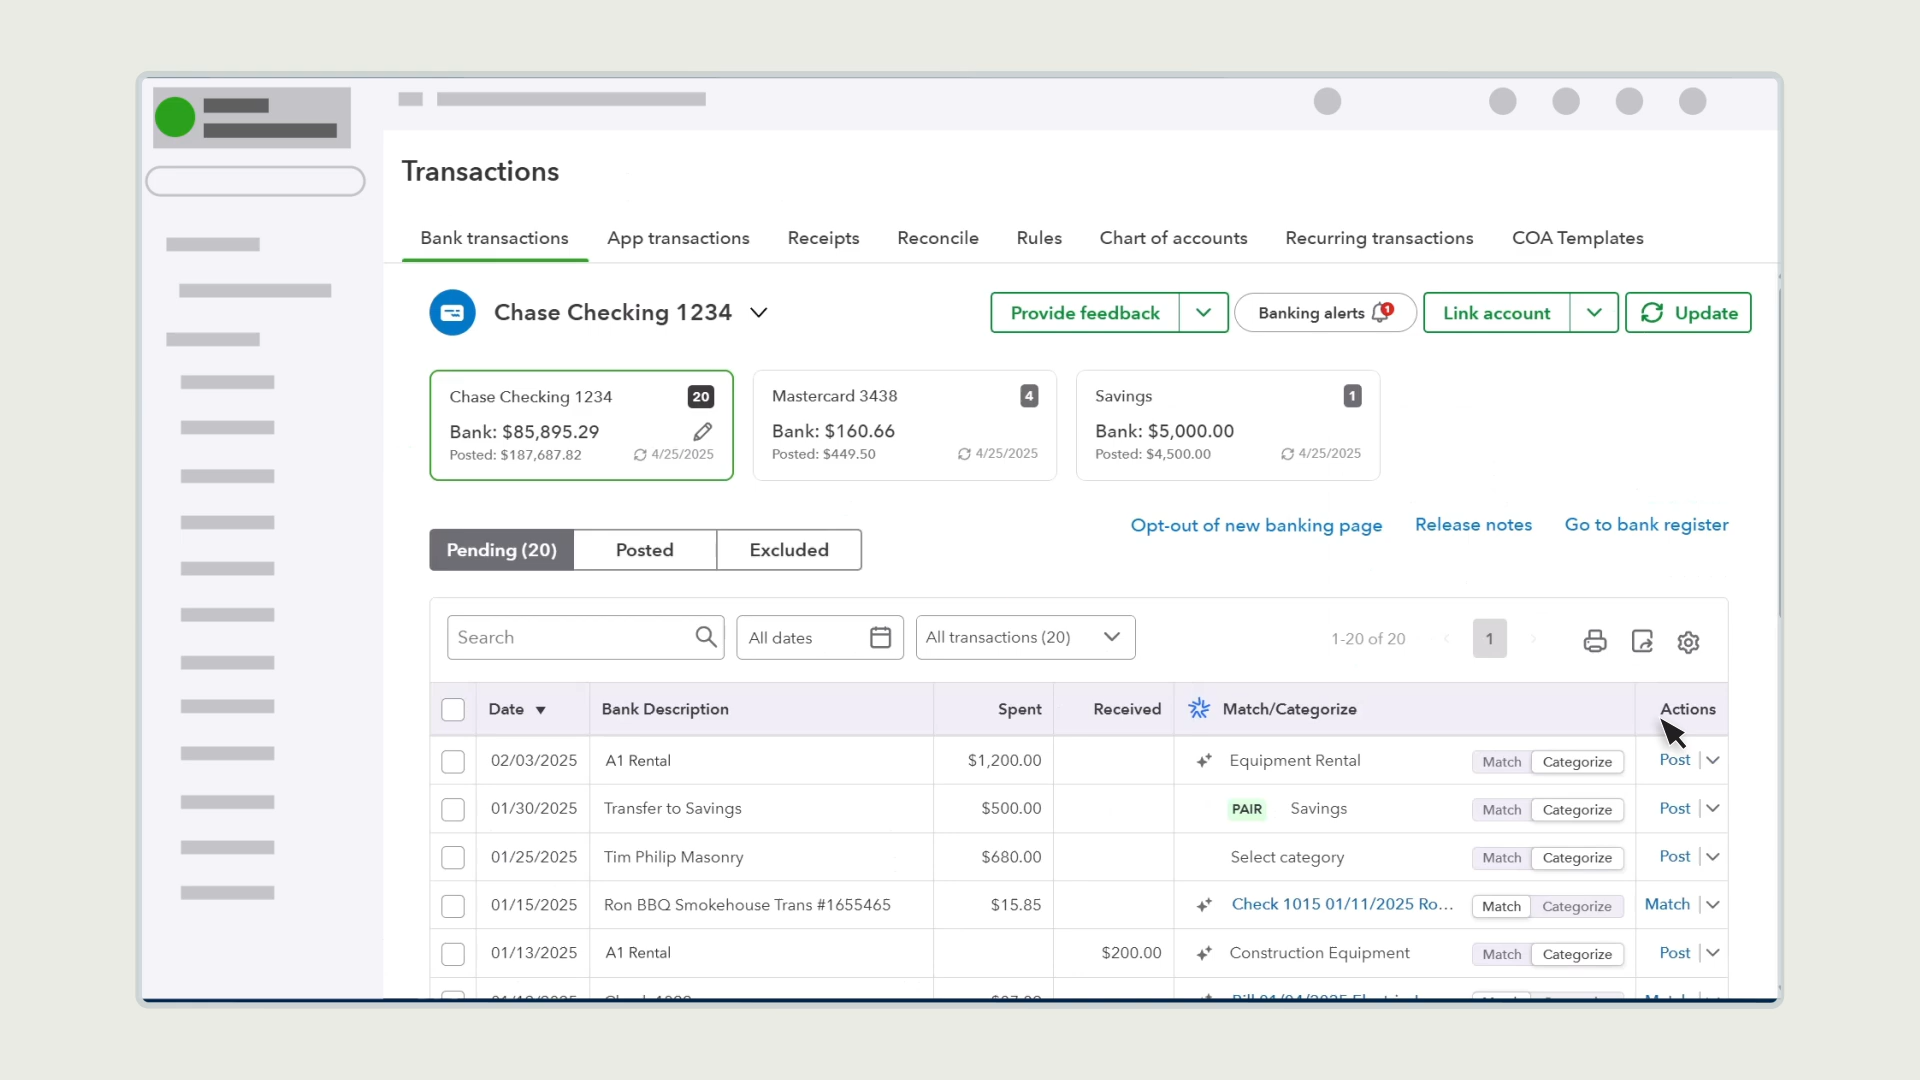 Transactions
Bank transactions App transactions Receipts Reconcile Rules Chart of accounts Recurring transactions COA Templates
Chase Checking 1234 Provide feedback Banking alerts 1 Link account Update
Chase Checking 1234 20 Mastercard 3438 4 Savings 1
Bank: $85,895.29 Bank: $160.66 Bank: $5,000.00
Posted: $187,687.82 4/25/2025 Posted: $449.50 4/25/2025 Posted: $4,500.00 4/25/2025
Opt-out of new banking page Release notes Go to bank register
Pending (20) Posted Excluded
Search All dates All transactions (20) 1-20 of 20 1
Date Bank Description Spent Received Match/Categorize Actions
02/03/2025 A1 Rental $1,200.00 Equipment Rental Match Categorize Post
01/30/2025 Transfer to Savings $500.00 PAIR Savings Match Categorize Post
01/25/2025 Tim Philip Masonry $680.00 Select category Match Categorize Post
01/15/2025 Ron BBQ Smokehouse Trans #1655465 $15.85 Check 1015 01/11/2025 Ro... Match Categorize Match
01/13/2025 A1 Rental $200.00 Construction Equipment Match Categorize Post